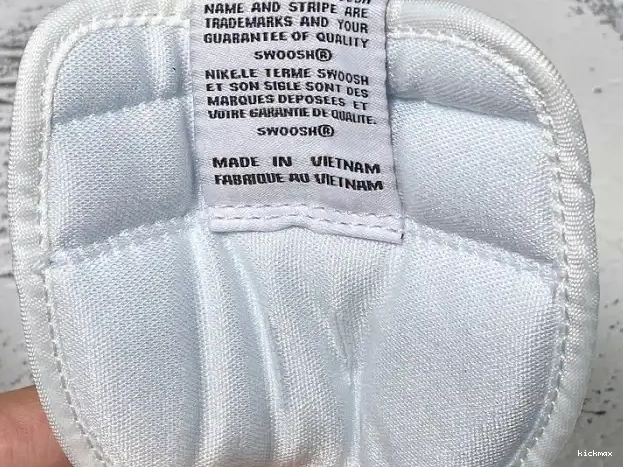 NAME AND STRIPE ARE
TRADEMARKS AND YOUR
GUARANTEE OF QUALITY
SWOOSH®
NIKE.LE TERME SWOOSH
ET SON SIGLE SONT DES
MARQUES DEPOSEES ET
VOTRE GARANTIE DE QUALITE.
SWOOSH®
MADE IN VIETNAM
FABRIQUE AU VIETNAM
kickmax